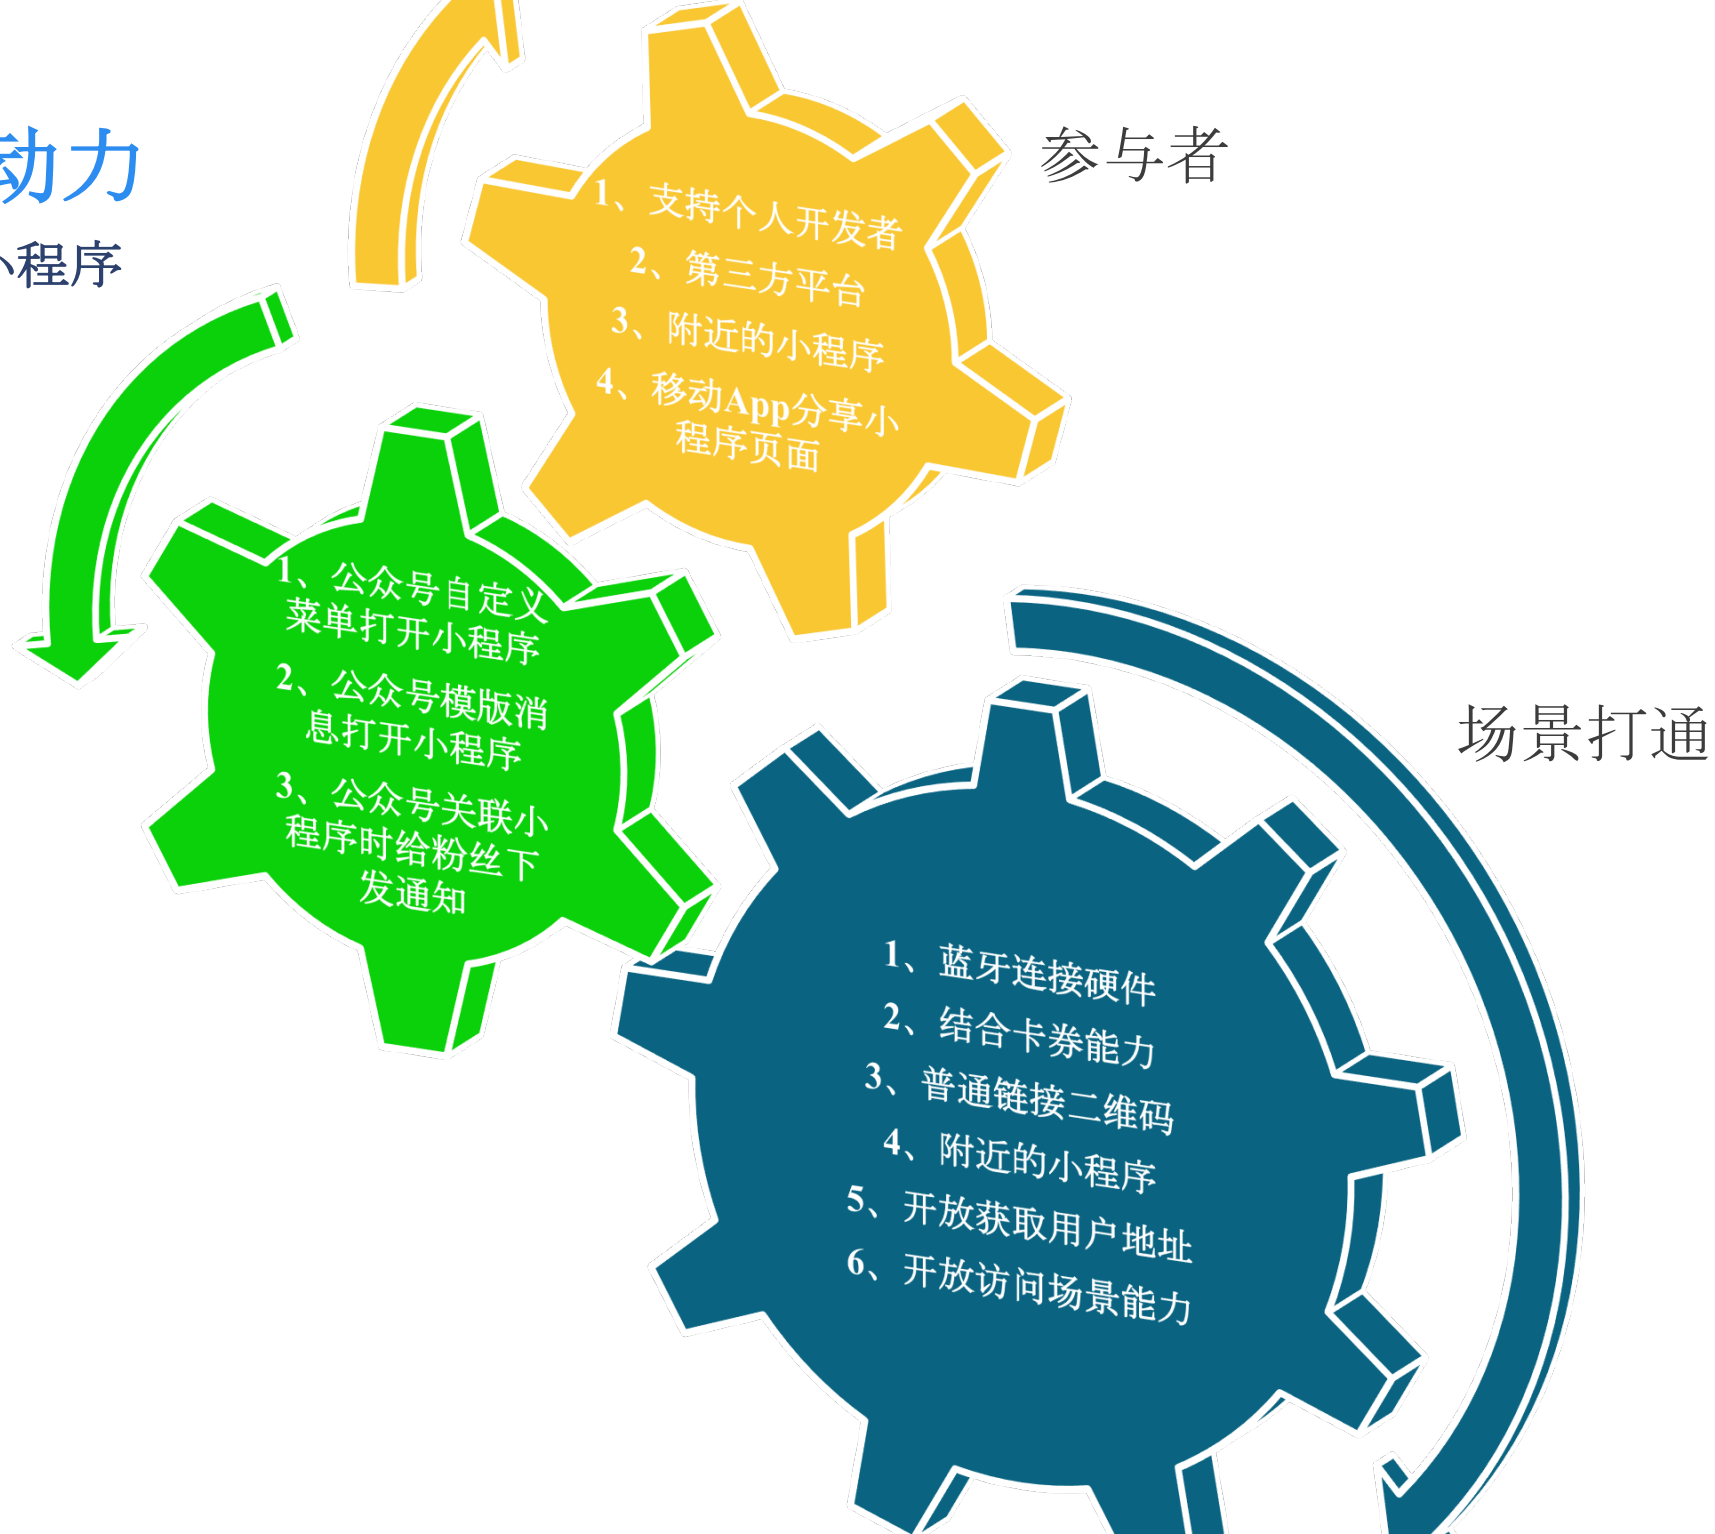 动力
小程序
参与者
1、支持个人开发者
2、第三方平台
3、附近的小程序
4、移动App分享小
程序页面
1、公众号自定义
菜单打开小程序
2、公众号模版消
息打开小程序
3、公众号关联小
程序时给粉丝下
发通知
场景打通
1、蓝牙连接硬件
2、结合卡券能力
3、普通链接二维码
4、附近的小程序
5、开放获取用户地址
6、开放访问场景能力